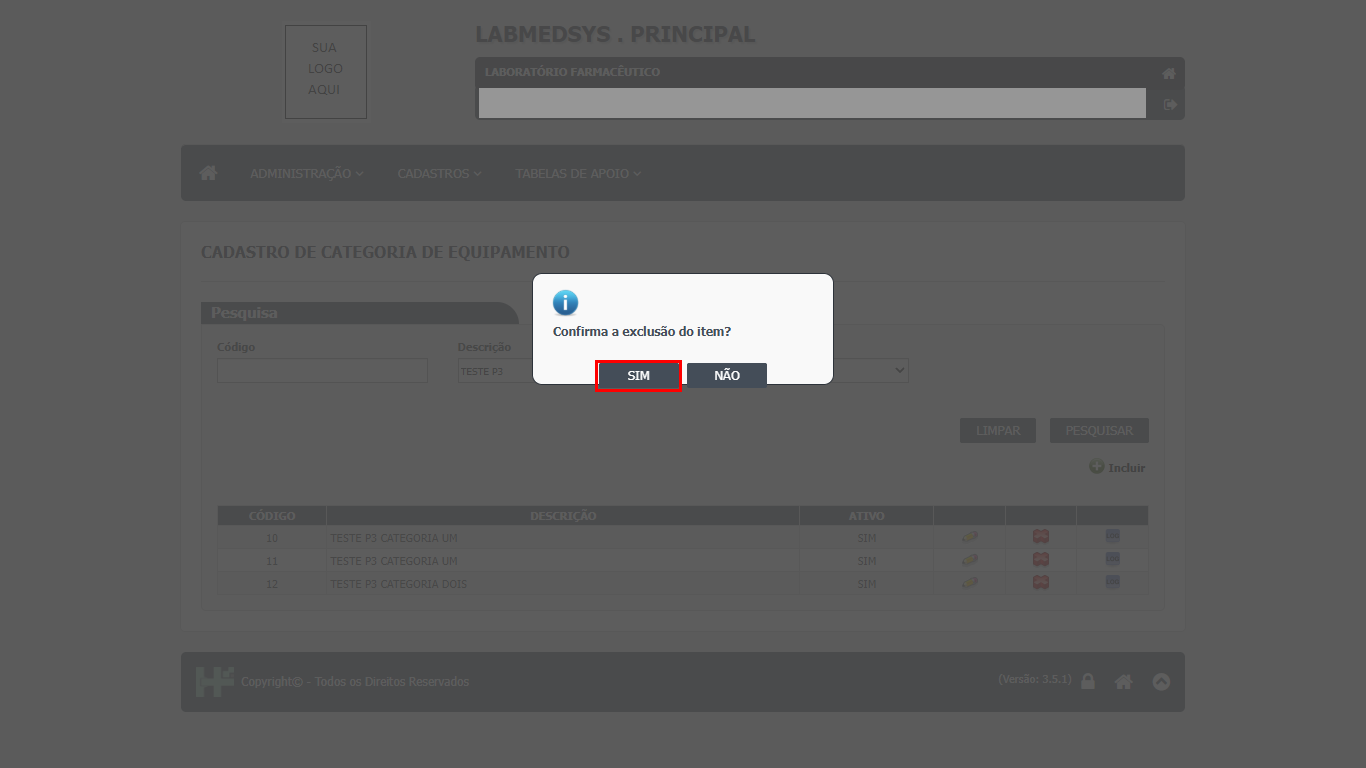 SUA
LOGO
AQUI
LABMEDSYS . PRINCIPAL
LABORATÓRIO FARMACÊUTICO
ADMINISTRAÇÃO CADASTROS TABELAS DE APOIO
CADASTRO DE CATEGORIA DE EQUIPAMENTO
Confirma a exclusão do item?
SIM NÃO
Pesquisa
Código Descrição
TESTE P3
LIMPAR PESQUISAR
Incluir
CÓDIGO DESCRIÇÃO ATIVO
10 TESTE P3 CATEGORIA UM SIM
11 TESTE P3 CATEGORIA UM SIM
12 TESTE P3 CATEGORIA DOIS SIM
Copyright© - Todos os Direitos Reservados (Versão: 3.5.1)